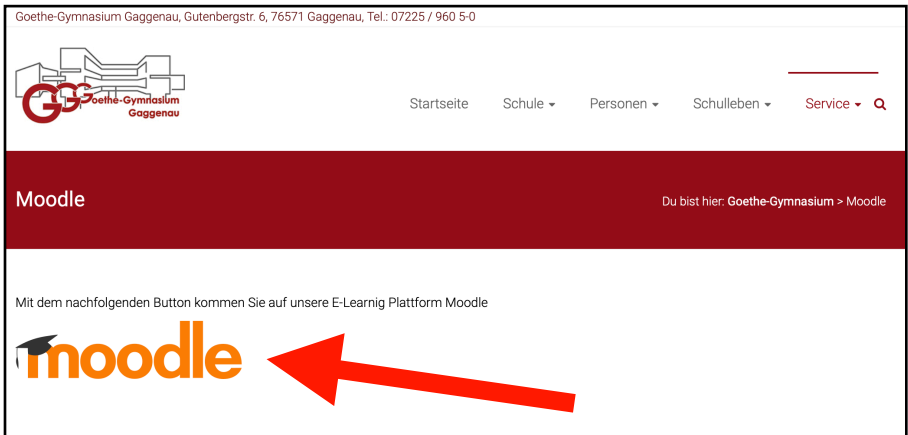 Goethe-Gymnasium Gaggenau, Gutenbergstr. 6, 76571 Gaggenau, Tel.: 07225 / 960 5-0
GGG oethe-Gymnasium
Gaggenau
Startseite Schule Personen Schulleben Service
Moodle
Du bist hier: Goethe-Gymnasium > Moodle
Mit dem nachfolgenden Button kommen Sie auf unsere E-Learnig Plattform Moodle
moodle